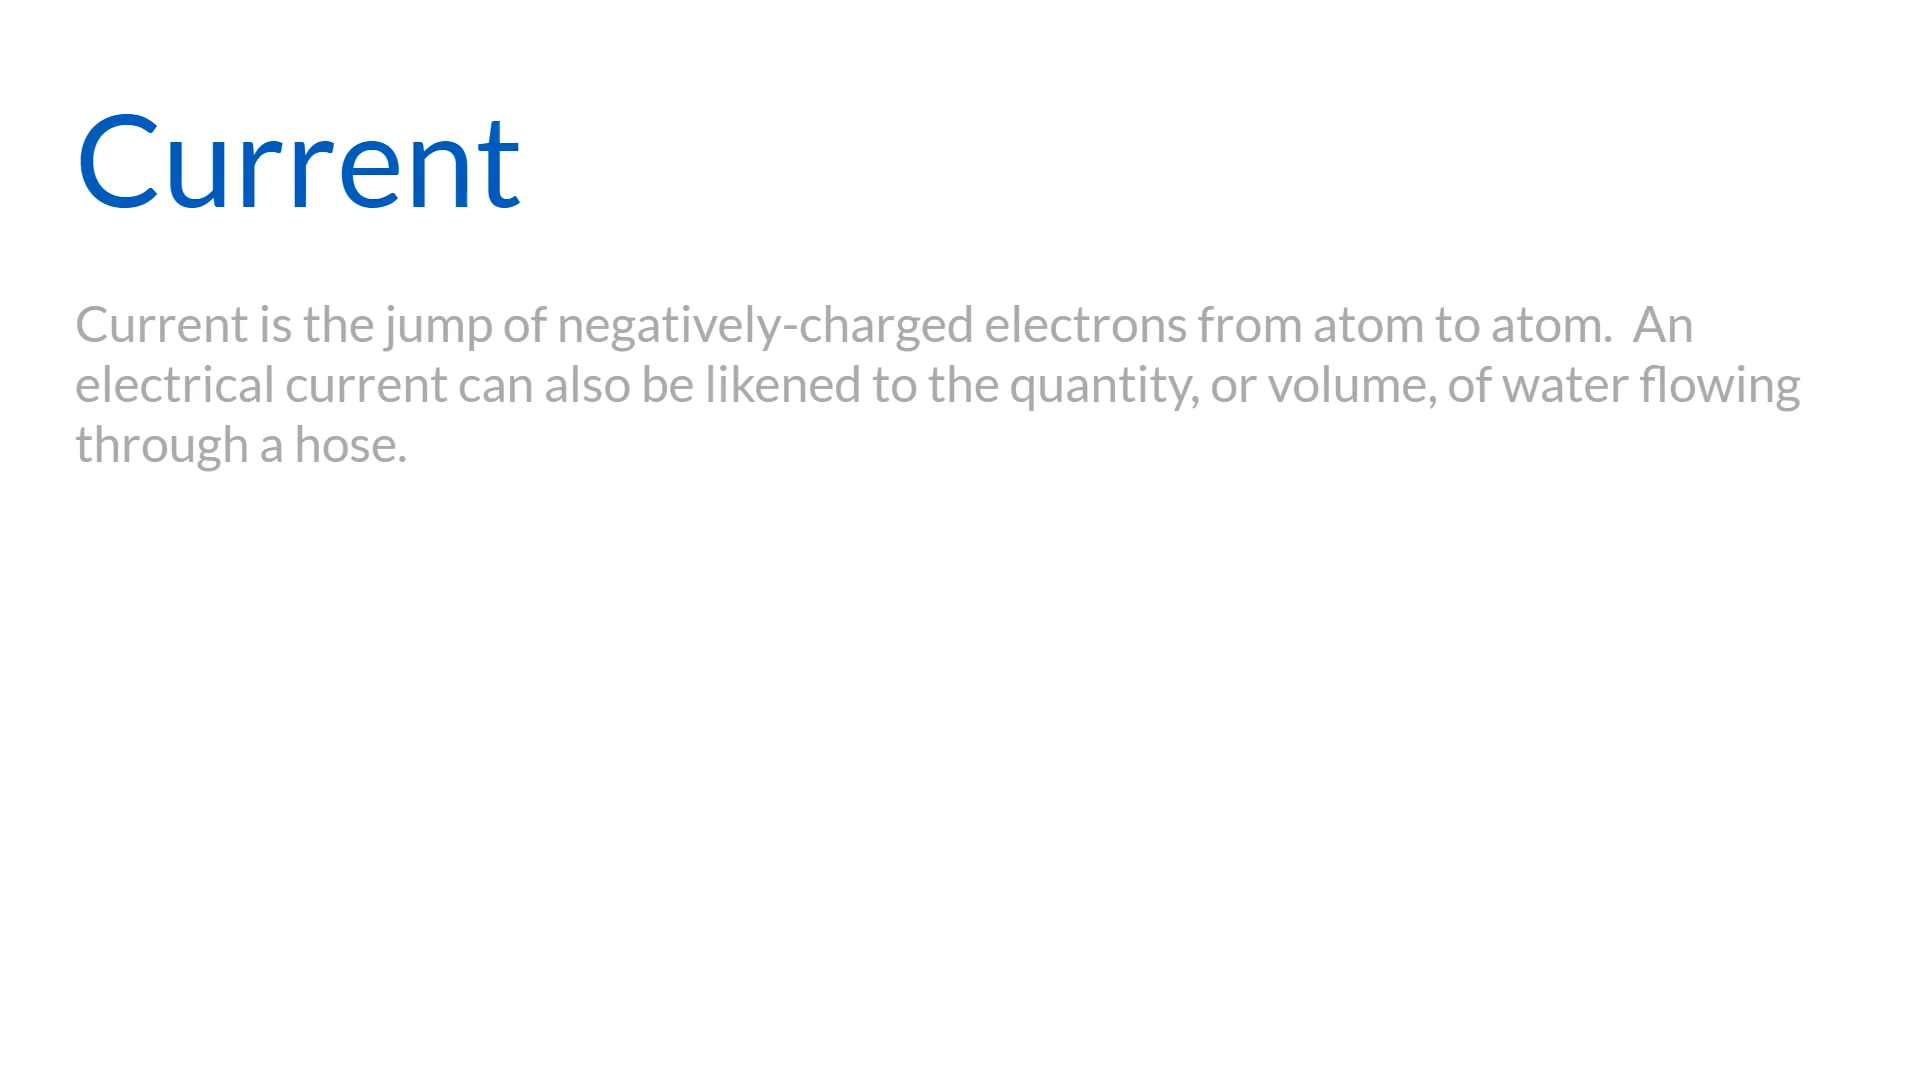 Current
Current is the jump of negatively-charged electrons from atom to atom.  An
electrical current can also be likened to the quantity, or volume, of water flowing
through a hose.